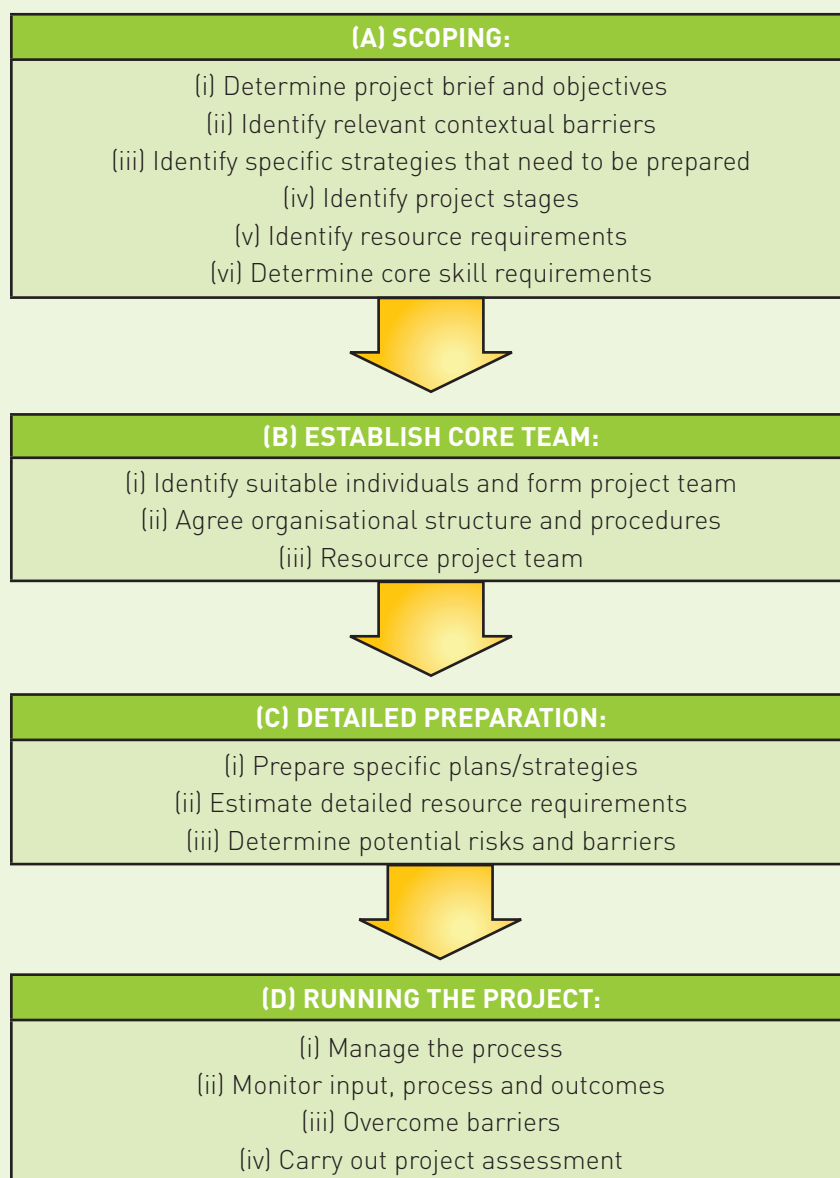 (A) SCOPING:
(i) Determine project brief and objectives
(ii) Identify relevant contextual barriers
(iii) Identify specific strategies that need to be prepared
(iv) Identify project stages
(v) Identify resource requirements
(vi) Determine core skill requirements
(B) ESTABLISH CORE TEAM:
(i) Identify suitable individuals and form project team
(ii) Agree organisational structure and procedures
(iii) Resource project team
(C) DETAILED PREPARATION:
(i) Prepare specific plans/strategies
(ii) Estimate detailed resource requirements
(iii) Determine potential risks and barriers
(D) RUNNING THE PROJECT:
(i) Manage the process
(ii) Monitor input, process and outcomes
(iii) Overcome barriers
(iv) Carry out project assessment